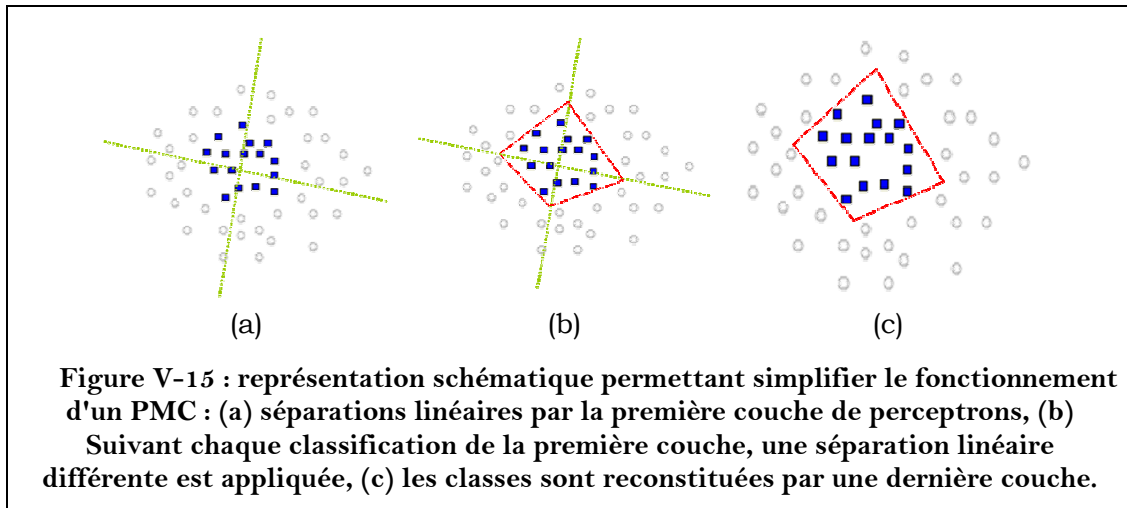 (a) (b) (c)
Figure V-15 : représentation schématique permettant simplifier le fonctionnement
d'un PMC : (a) séparations linéaires par la première couche de perceptrons, (b)
Suivant chaque classification de la première couche, une séparation linéaire
différente est appliquée, (c) les classes sont reconstituées par une dernière couche.